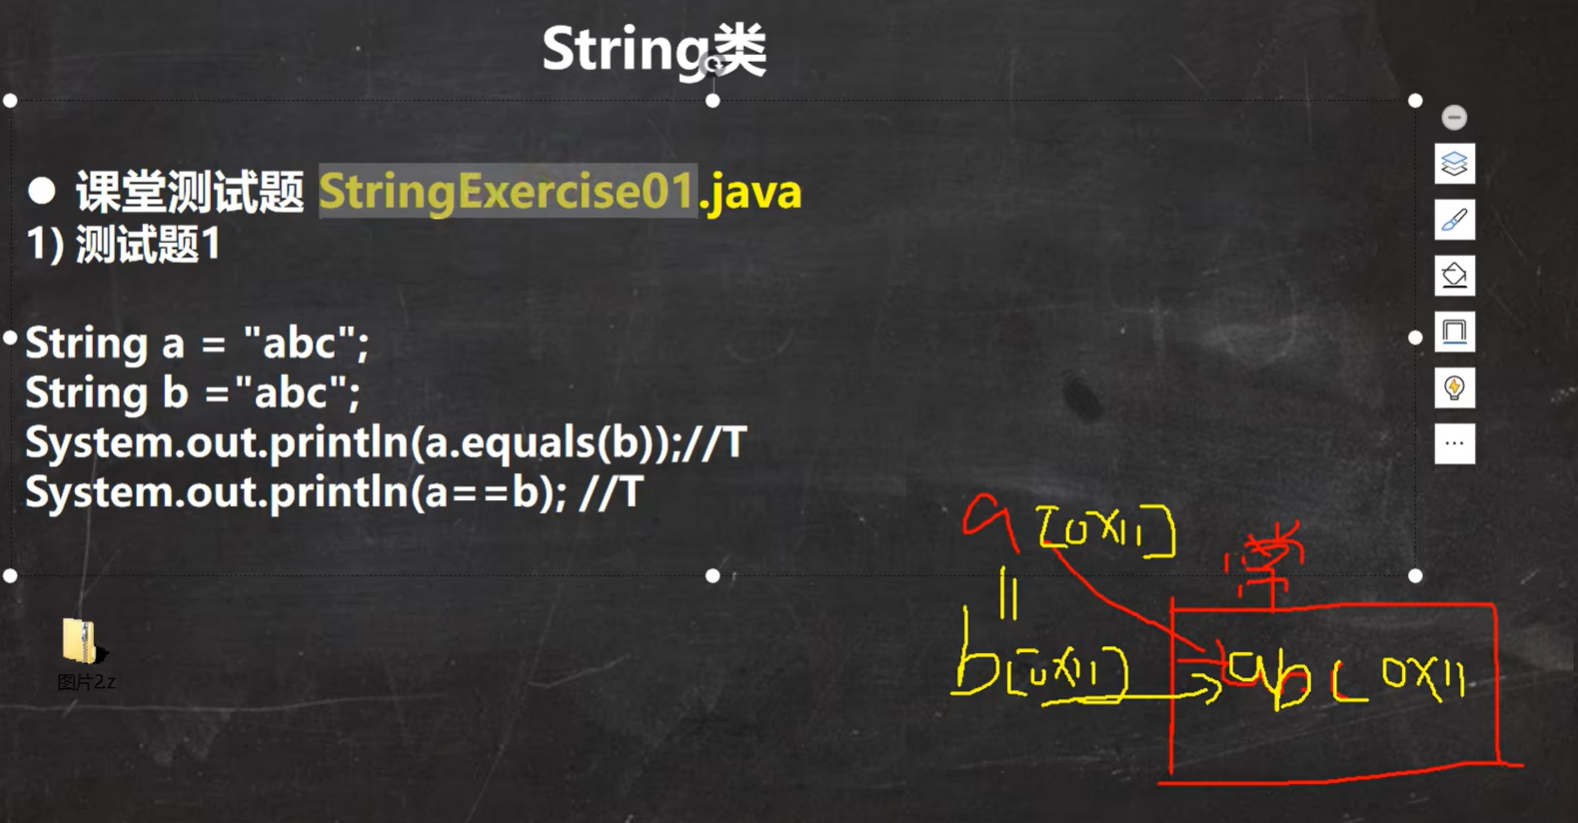 String类
● 课堂测试题 StringExercise01.java
1) 测试题1
String a = "abc";
String b ="abc";
System.out.println(a.equals(b));//T
System.out.println(a==b); //T
a [0X11]
常
||
b[0X11] abc 0X11
图片2.z